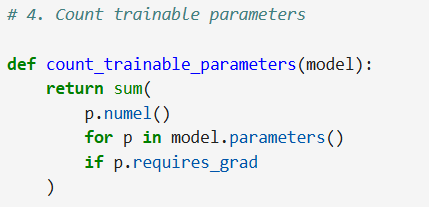 # 4. Count trainable parameters
def count_trainable_parameters(model):
    return sum(
        p.numel()
        for p in model.parameters()
        if p.requires_grad
    )